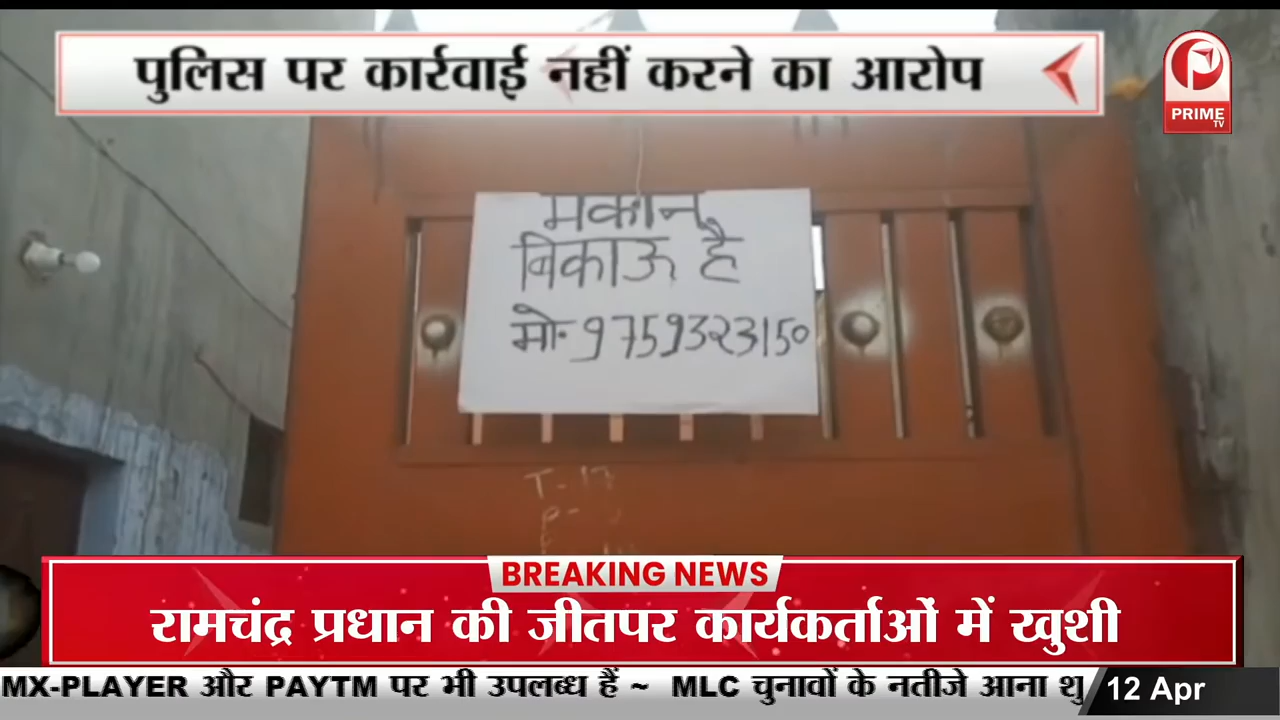 पुलिस पर कार्रवाई नहीं करने का आरोप
PRIME
TV
मकान
बिकाऊ है
मो. 9759323150
T-17
BREAKING NEWS
रामचंद्र प्रधान की जीतपर कार्यकर्ताओं में खुशी
MX-PLAYER और PAYTM पर भी उपलब्ध हैं ~ MLC चुनावों के नतीजे आना शु
12 Apr